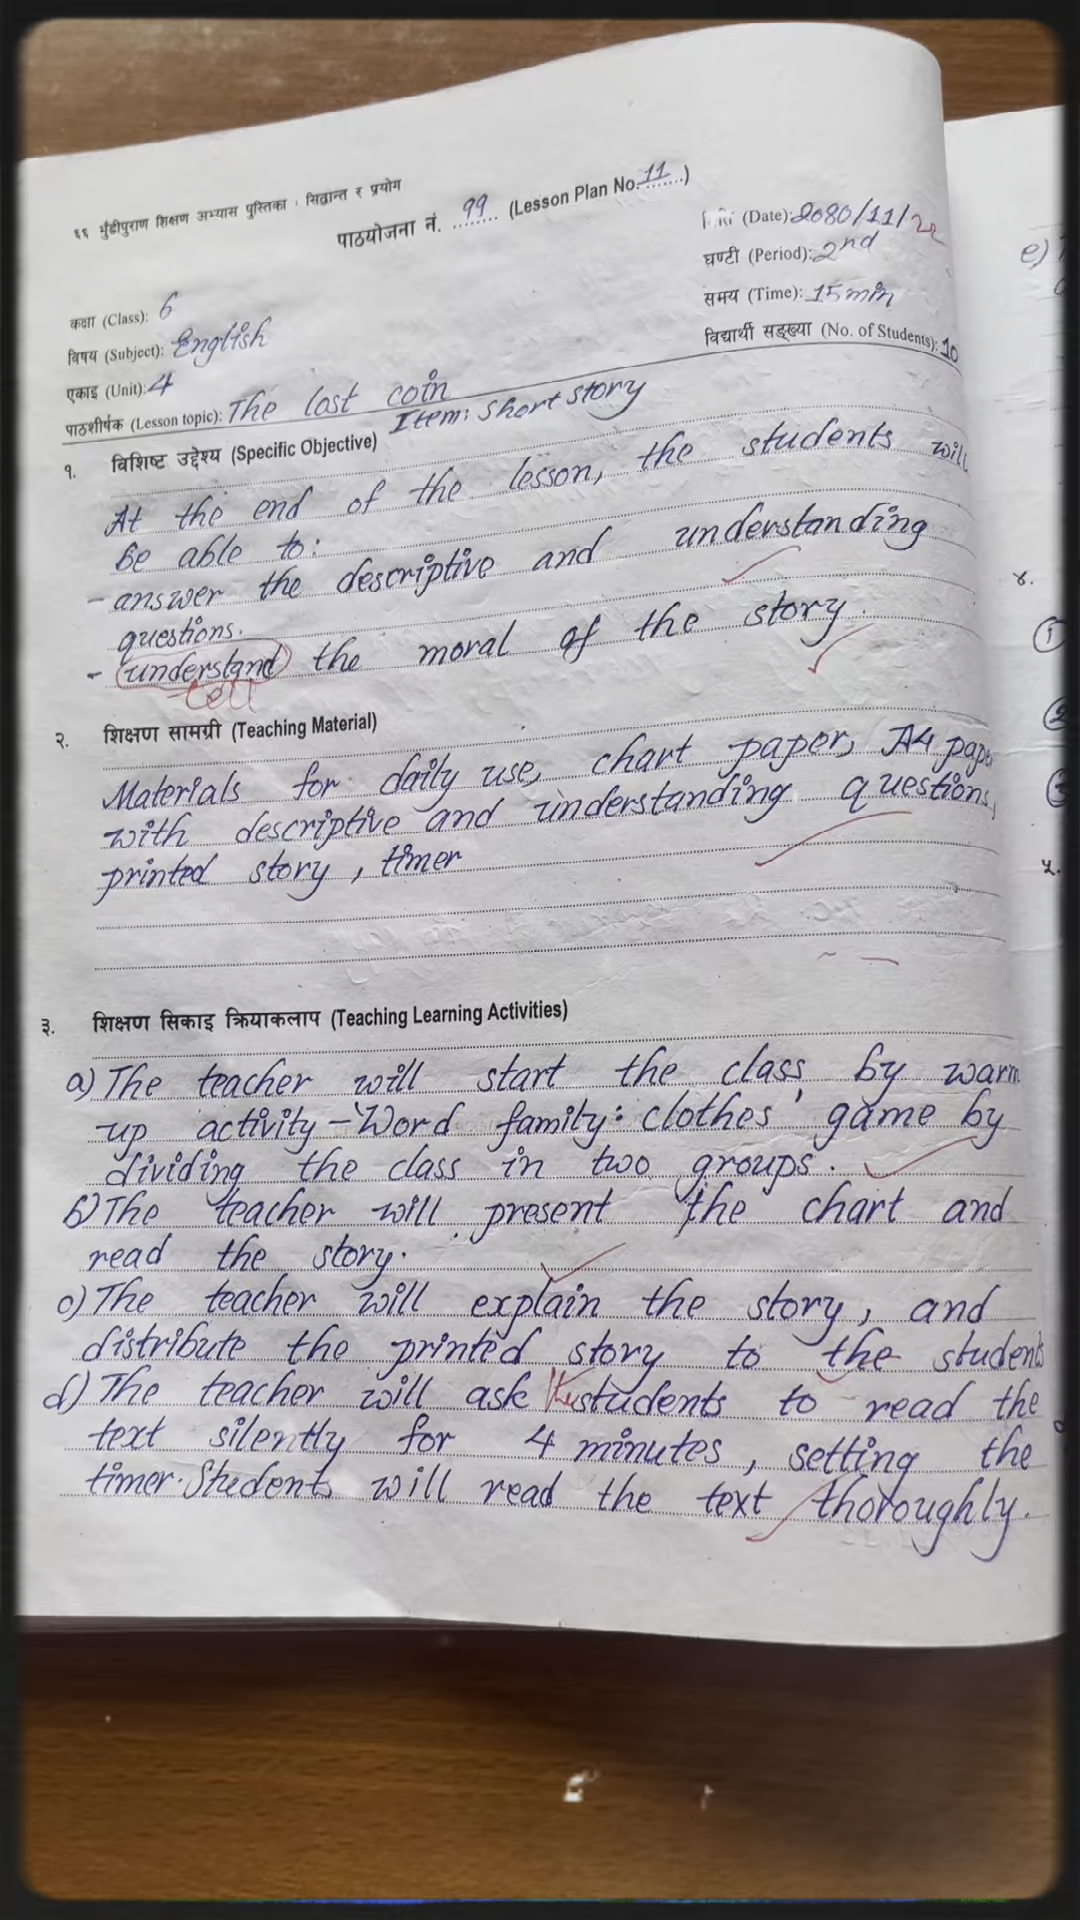 ६६ भुँडीपुराण शिक्षण अभ्यास पुस्तिका : सिद्धान्त र प्रयोग
पाठयोजना नं. ११ (Lesson Plan No. 11)
(Date): 2080/11/22
घण्टी (Period): 2nd
समय (Time): 15 min
विद्यार्थी सङ्ख्या (No. of Students): 10
कक्षा (Class): 6
विषय (Subject): English
एकाइ (Unit): 4
पाठशीर्षक (Lesson topic): The lost coin
Item: short story
१. विशिष्ट उद्देश्य (Specific Objective)
At the end of the lesson, the students will
be able to:
- answer the descriptive and understanding
questions.
- understand the moral of the story.
tell
२. शिक्षण सामग्री (Teaching Material)
Materials for daily use, chart paper, A4 pape
with descriptive and understanding questions,
printed story, timer
३. शिक्षण सिकाइ क्रियाकलाप (Teaching Learning Activities)
a) The teacher will start the class by warm
up activity - 'Word family: clothes' game by
dividing the class in two groups.
b) The teacher will present the chart and
read the story.
c) The teacher will explain the story, and
distribute the printed story to the students
d) The teacher will ask the students to read the
text silently for 4 minutes, setting the
timer. Students will read the text thoroughly.
e)
४.
①
②
③
५.